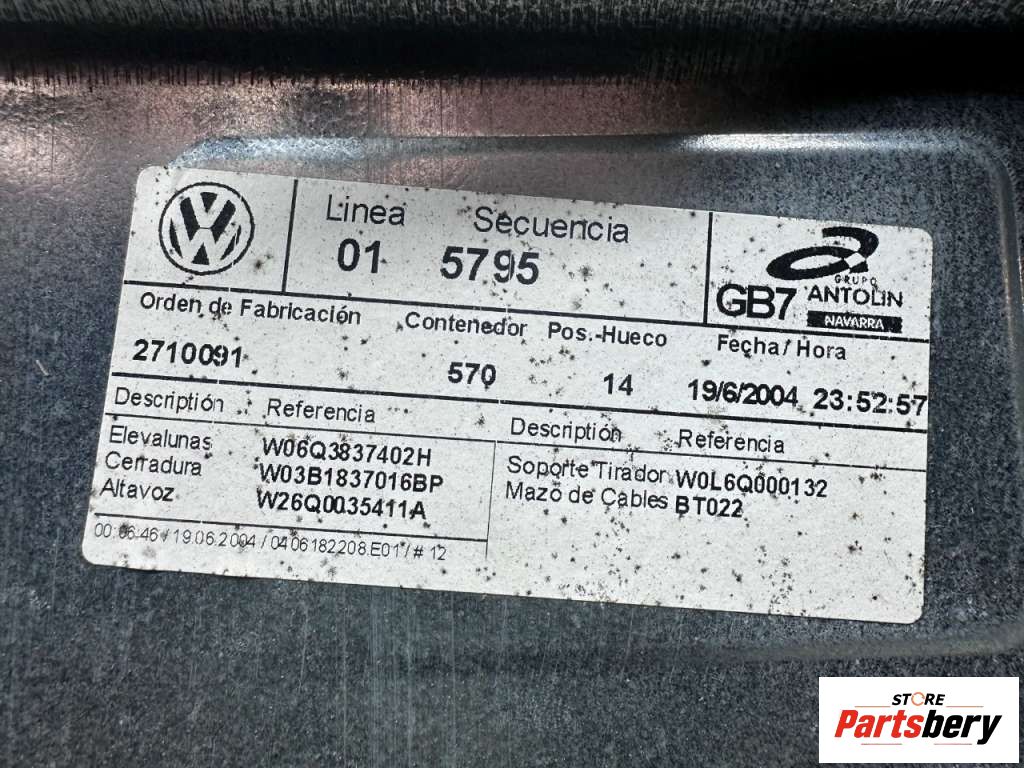 Linea Secuencia
01 5795
GRUPO
GB7 ANTOLIN
NAVARRA
Orden de Fabricación Contenedor Pos.-Hueco Fecha/Hora
2710091 570 14 19/6/2004 23:52:57
Descriptión Referencia Descriptión Referencia
Elevalunas W06Q3837402H
Cerradura W03B1837016BP
Altavoz W26Q0035411A
Soporte Tirador W0L6Q000132
Mazo de Cables BT022
00:06:46 / 19.06.2004 / 0406182208.E01 / # 12
STORE
Partsbery